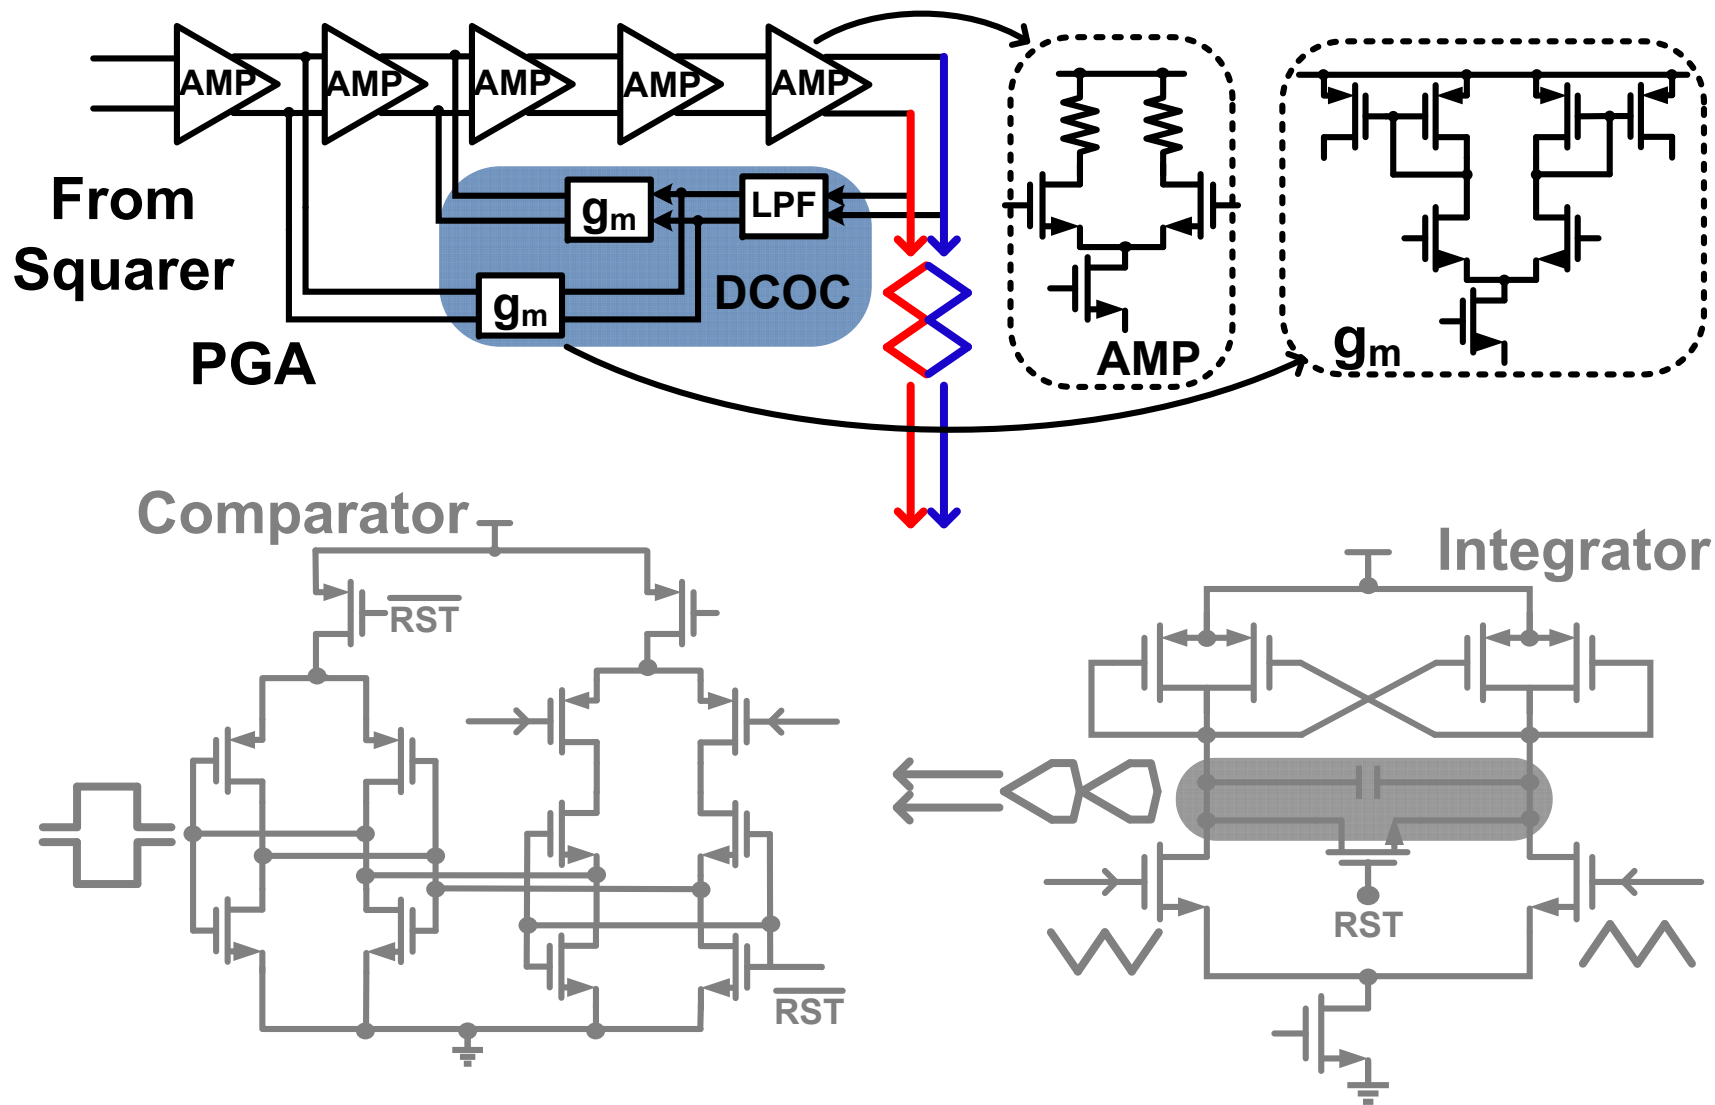 AMP AMP AMP AMP AMP
From
Squarer
gm
LPF
gm
DCOC
PGA
AMP
gm
Comparator
RST
RST
Integrator
RST